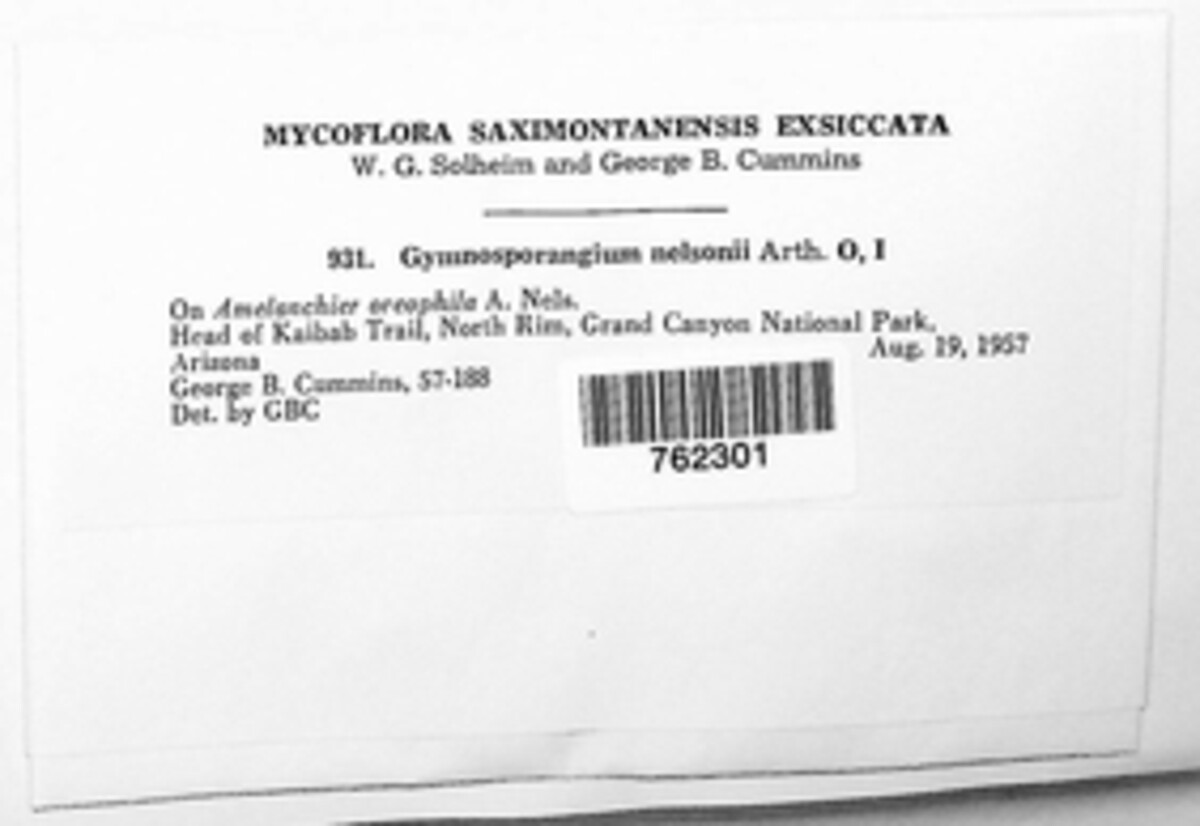 MYCOFLORA SAXIMONTANENSIS EXSICCATA
W. G. Solheim and George B. Cummins
931. Gymnosporangium nelsonii Arth. O, I
On Amelanchier oreophila A. Nels.
Head of Kaibab Trail, North Rim, Grand Canyon National Park,
Arizona
Aug. 19, 1957
George B. Cummins, 57-188
Det. by GBC
762301